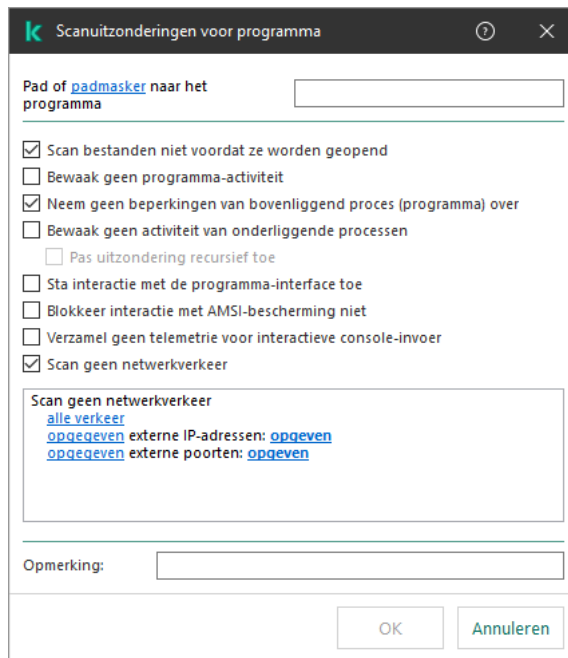 Scanuitzonderingen voor programma
Pad of padmasker naar het
programma
Scan bestanden niet voordat ze worden geopend
Bewaak geen programma-activiteit
Neem geen beperkingen van bovenliggend proces (programma) over
Bewaak geen activiteit van onderliggende processen
Pas uitzondering recursief toe
Sta interactie met de programma-interface toe
Blokkeer interactie met AMSI-bescherming niet
Verzamel geen telemetrie voor interactieve console-invoer
Scan geen netwerkverkeer
Scan geen netwerkverkeer
alle verkeer
opgegeven externe IP-adressen: opgeven
opgegeven externe poorten: opgeven
Opmerking:
OK Annuleren